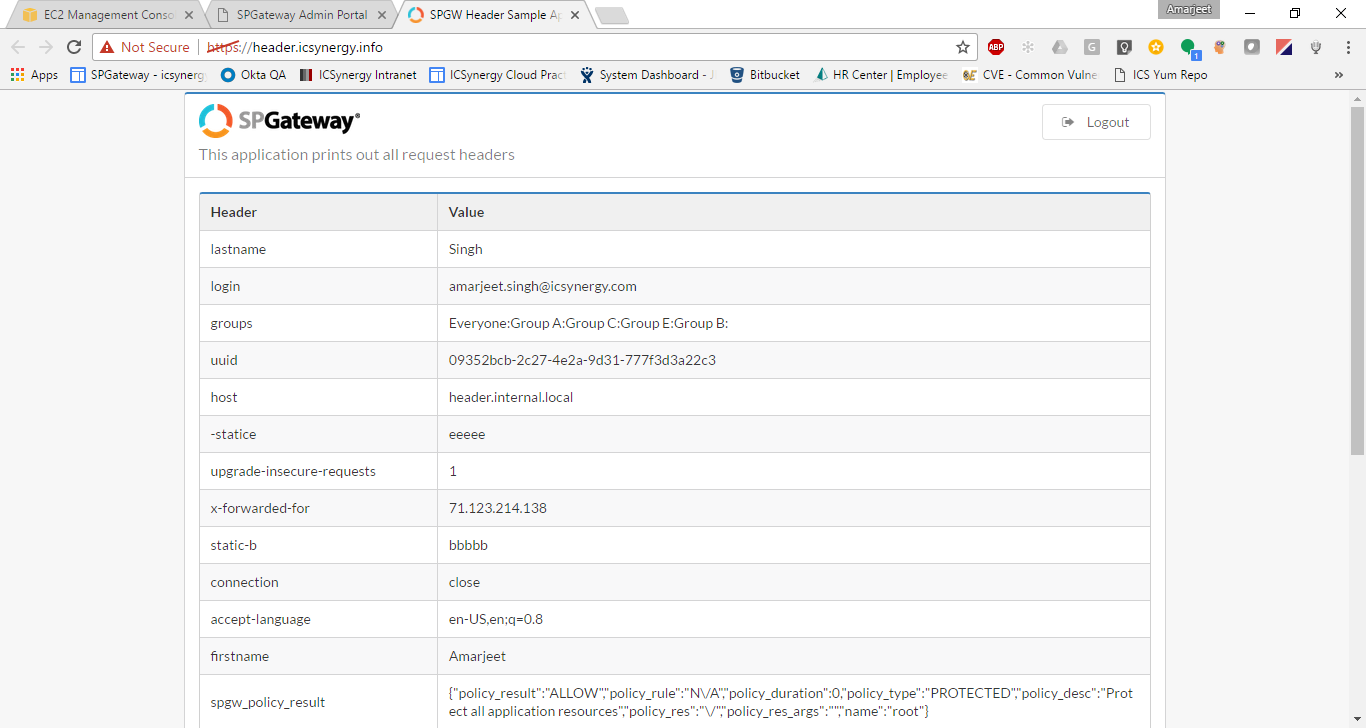 EC2 Management Conso
SPGateway Admin Portal
SPGW Header Sample Ap
Amarjeet
Not Secure
https://header.icsynergy.info
ABP
G
1
Apps
SPGateway - icsynerg
Okta QA
ICSynergy Intranet
ICSynergy Cloud Pract
System Dashboard - J
Bitbucket
HR Center | Employee
CVE - Common Vulne
ICS Yum Repo
»
SPGateway®
Logout
This application prints out all request headers
Header Value
lastname Singh
login amarjeet.singh@icsynergy.com
groups Everyone:Group A:Group C:Group E:Group B:
uuid 09352bcb-2c27-4e2a-9d31-777f3d3a22c3
host header.internal.local
-statice eeeee
upgrade-insecure-requests 1
x-forwarded-for 71.123.214.138
static-b bbbbb
connection close
accept-language en-US,en;q=0.8
firstname Amarjeet
spgw_policy_result {"policy_result":"ALLOW","policy_rule":"N\/A","policy_duration":0,"policy_type":"PROTECTED","policy_desc":"Prot
ect all application resources","policy_res":"\/","policy_res_args":"","name":"root"}